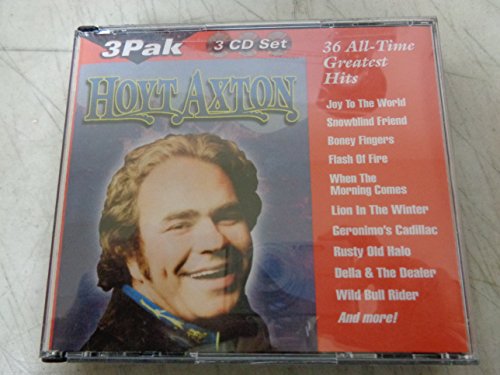 3Pak 3 CD Set
HOYT AXTON
36 All-Time
Greatest
Hits
Joy To The World
Snowblind Friend
Boney Fingers
Flash Of Fire
When The
Morning Comes
Lion In The Winter
Geronimo's Cadillac
Rusty Old Halo
Della & The Dealer
Wild Bull Rider
And more!